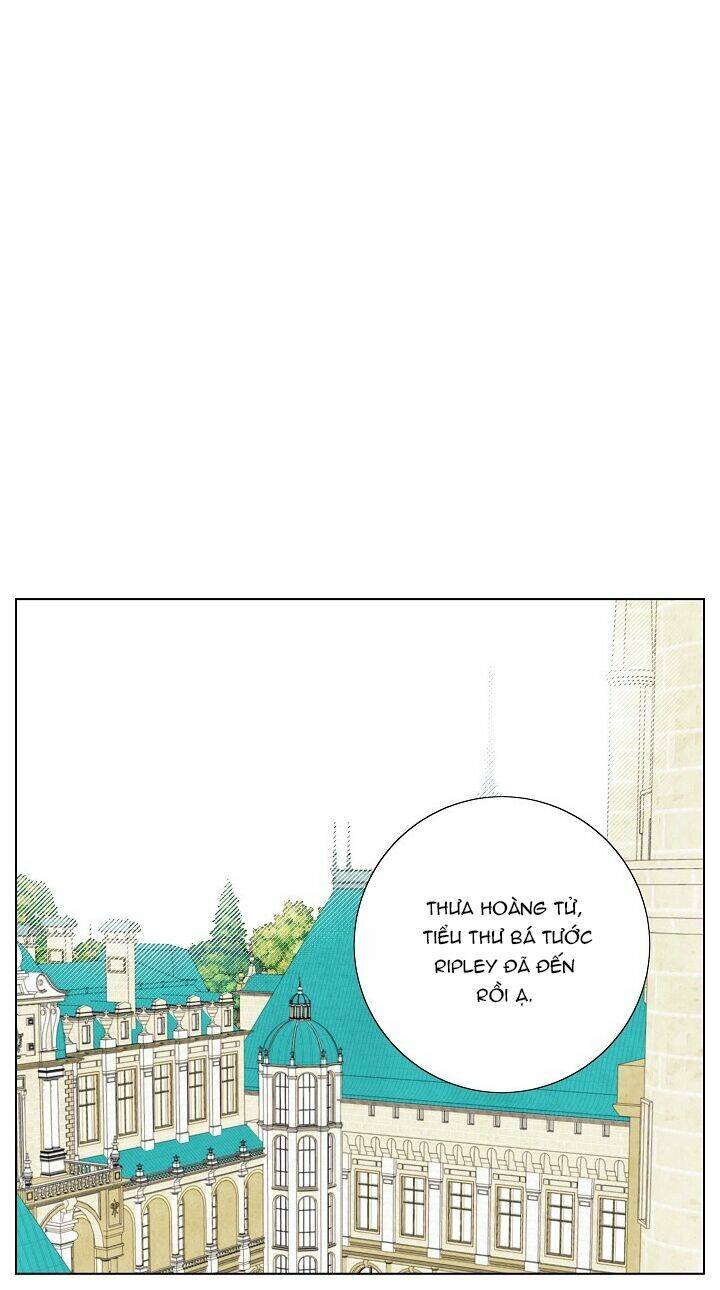 THƯA HOÀNG TỬ,
TIỂU THƯ BÁ TƯỚC
RIPLEY ĐÃ ĐẾN
RỒI Ạ.